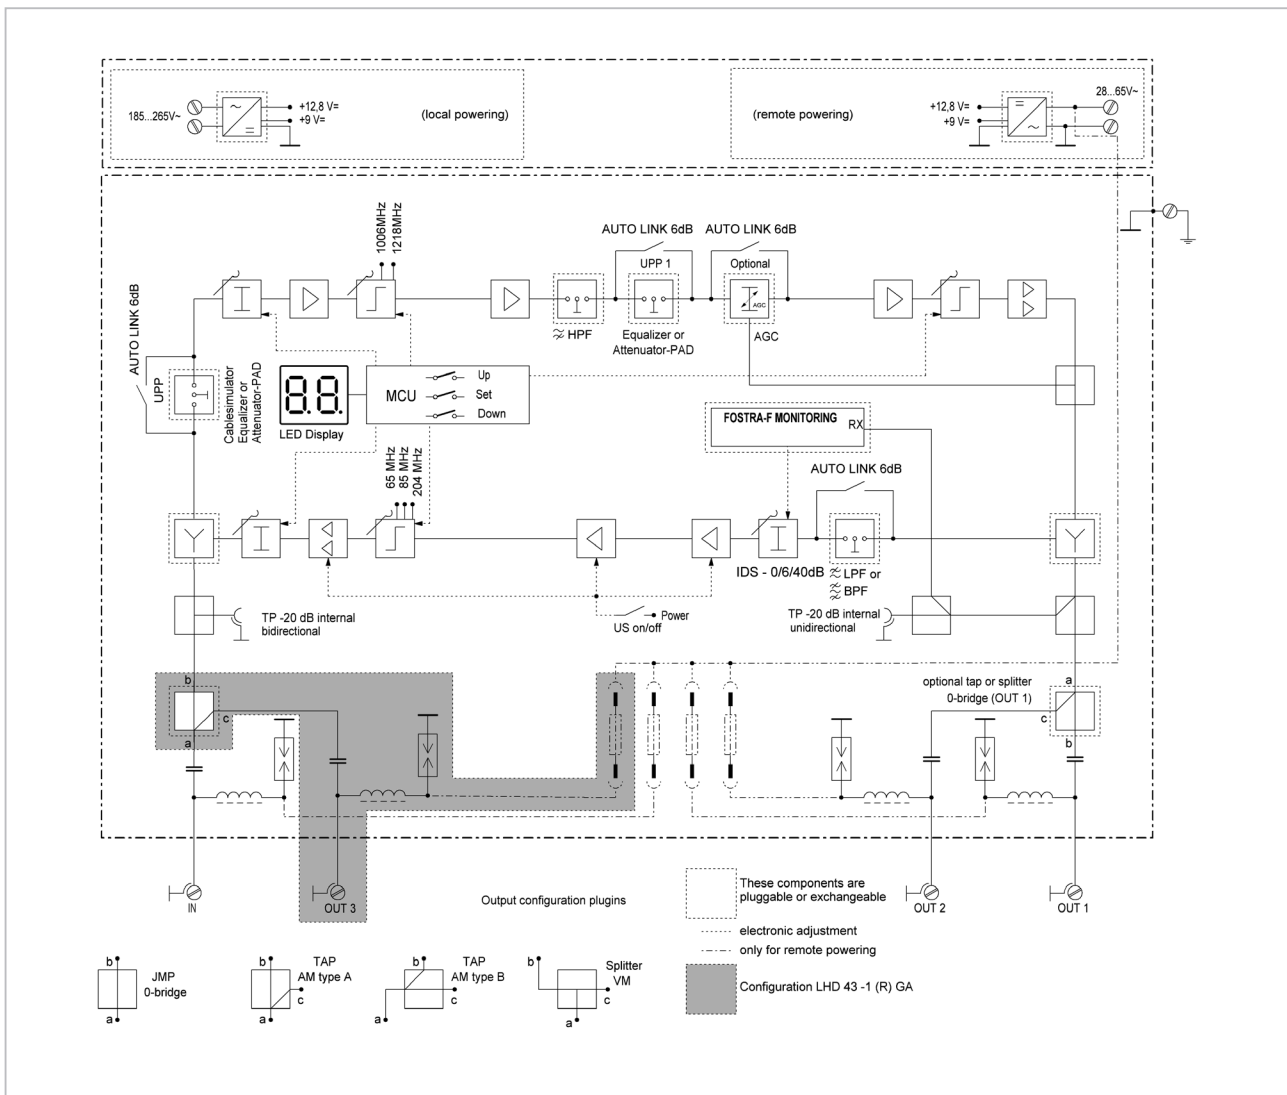 185...265V~
+12,8 V=
+9 V=
(local powering)
(remote powering)
+12,8 V=
+9 V=
28...65V~
1006MHz
1218MHz
AUTO LINK 6dB
AUTO LINK 6dB
UPP 1
Optional
AGC
HPF
Equalizer or
Attenuator-PAD
AGC
AUTO LINK 6dB
UPP
Cablesimulator
Equalizer or
Attenuator-PAD
8.8.
LED Display
MCU
Up
Set
Down
FOSTRA-F MONITORING
RX
65 MHz
85 MHz
204 MHz
AUTO LINK 6dB
IDS - 0/6/40dB
LPF or
BPF
TP -20 dB internal
bidirectional
Power
US on/off
TP -20 dB internal
unidirectional
b
c
a
optional tap or splitter
0-bridge (OUT 1)
a
c
b
IN
OUT 3
OUT 2
OUT 1
Output configuration plugins
These components are
pluggable or exchangeable
electronic adjustment
only for remote powering
Configuration LHD 43 -1 (R) GA
b
JMP
0-bridge
a
b
TAP
AM type A
c
a
b
TAP
AM type B
c
a
b
Splitter
VM
c
a